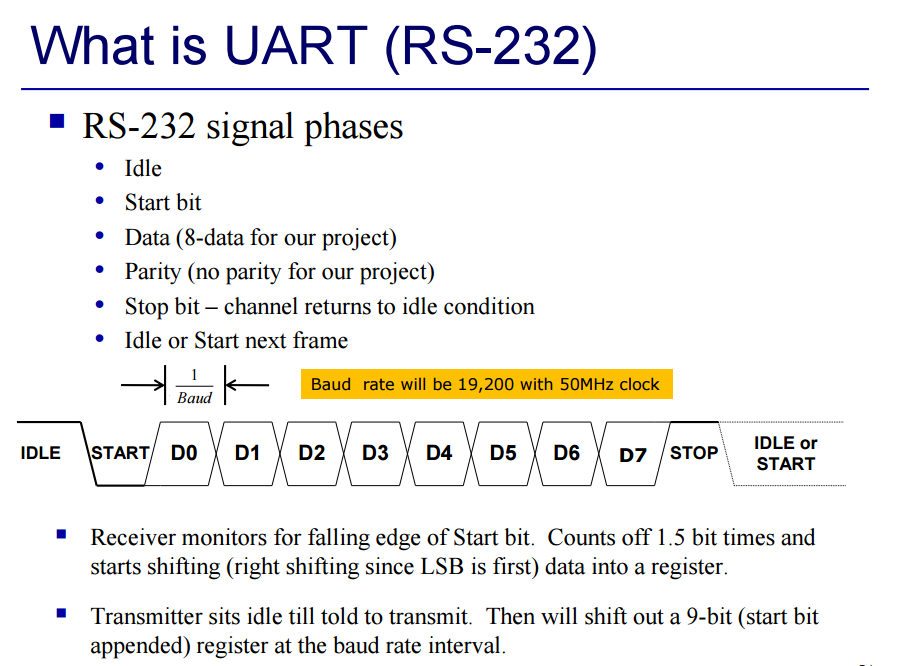 What is UART (RS-232)
RS-232 signal phases
Idle
Start bit
Data (8-data for our project)
Parity (no parity for our project)
Stop bit – channel returns to idle condition
Idle or Start next frame
1
Baud
Baud rate will be 19,200 with 50MHz clock
IDLE START D0 D1 D2 D3 D4 D5 D6 D7 STOP IDLE or
START
Receiver monitors for falling edge of Start bit. Counts off 1.5 bit times and
starts shifting (right shifting since LSB is first) data into a register.
Transmitter sits idle till told to transmit. Then will shift out a 9-bit (start bit
appended) register at the baud rate interval.